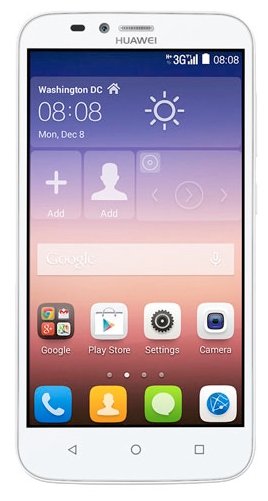 HUAWEI
H+ 3G 08:08
Washington DC
08:08
Mon, Dec 8
Add Add
Google
Google Play Store Settings Camera